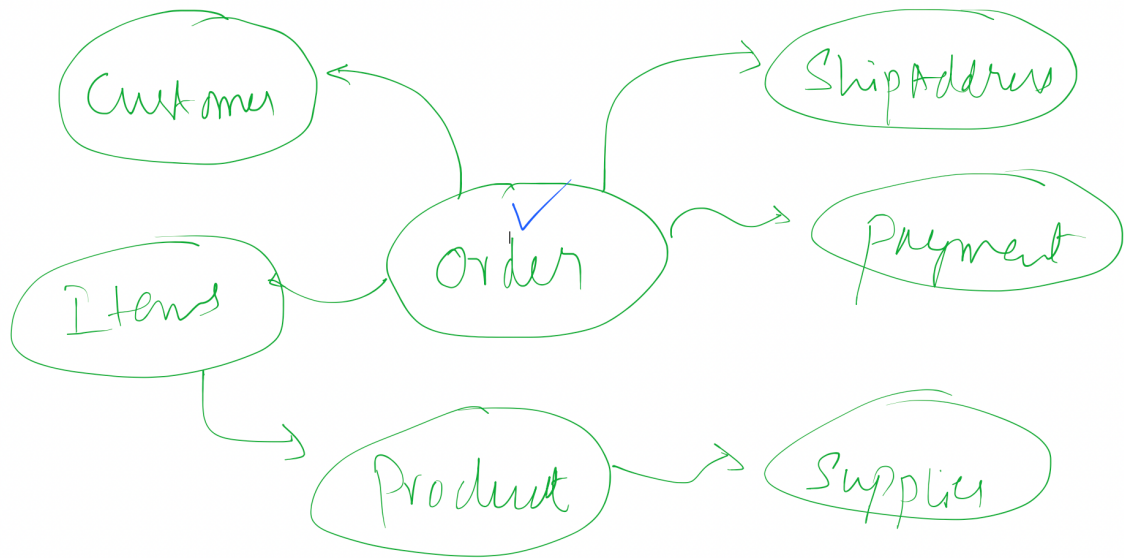 Customer
ShipAddress
Order
Payment
Items
Product
Supplier